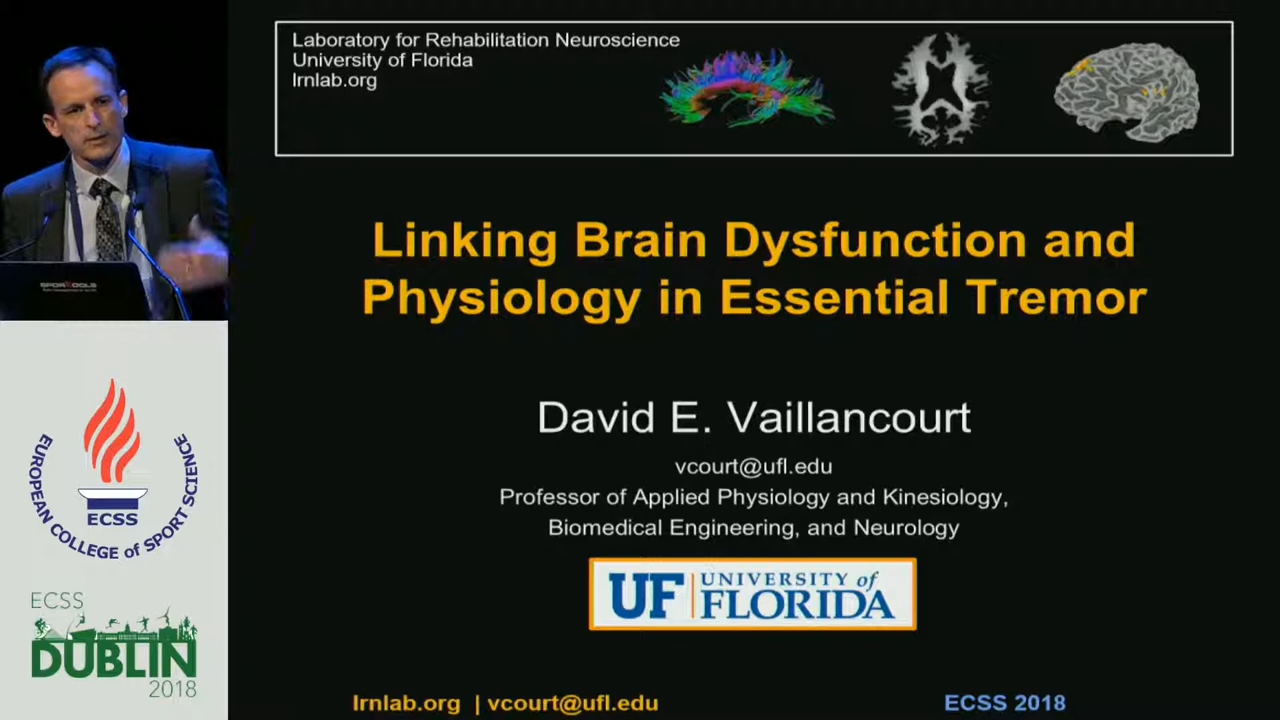 Laboratory for Rehabilitation Neuroscience
University of Florida
lrnlab.org
Linking Brain Dysfunction and
Physiology in Essential Tremor
David E. Vaillancourt
vcourt@ufl.edu
Professor of Applied Physiology and Kinesiology,
Biomedical Engineering, and Neurology
UF UNIVERSITY of
FLORIDA
lrnlab.org | vcourt@ufl.edu
ECSS 2018
EUROPEAN COLLEGE of SPORT SCIENCE
ECSS
ECSS
DUBLIN
2018